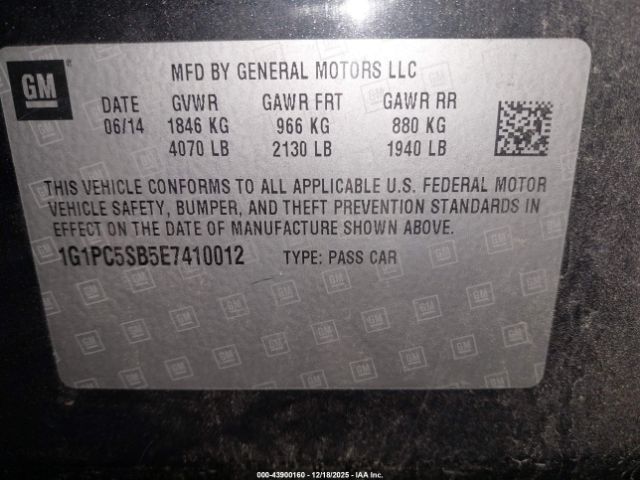 GM
MFD BY GENERAL MOTORS LLC
DATE GVWR GAWR FRT GAWR RR
06/14 1846 KG 966 KG 880 KG
4070 LB 2130 LB 1940 LB
THIS VEHICLE CONFORMS TO ALL APPLICABLE U.S. FEDERAL MOTOR
VEHICLE SAFETY, BUMPER, AND THEFT PREVENTION STANDARDS IN
EFFECT ON THE DATE OF MANUFACTURE SHOWN ABOVE.
1G1PC5SB5E7410012 TYPE: PASS CAR
000-43900160 - 12/18/2025 - IAA Inc.